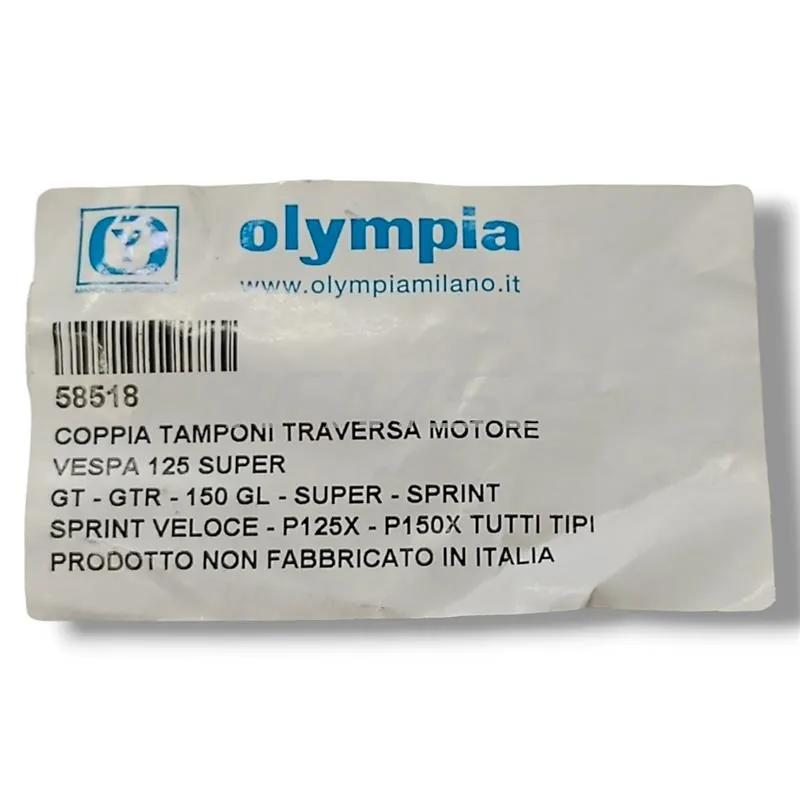 olympia
www.olympiamilano.it
58518
COPPIA TAMPONI TRAVERSA MOTORE
VESPA 125 SUPER
GT - GTR - 150 GL - SUPER - SPRINT
SPRINT VELOCE - P125X - P150X TUTTI TIPI
PRODOTTO NON FABBRICATO IN ITALIA